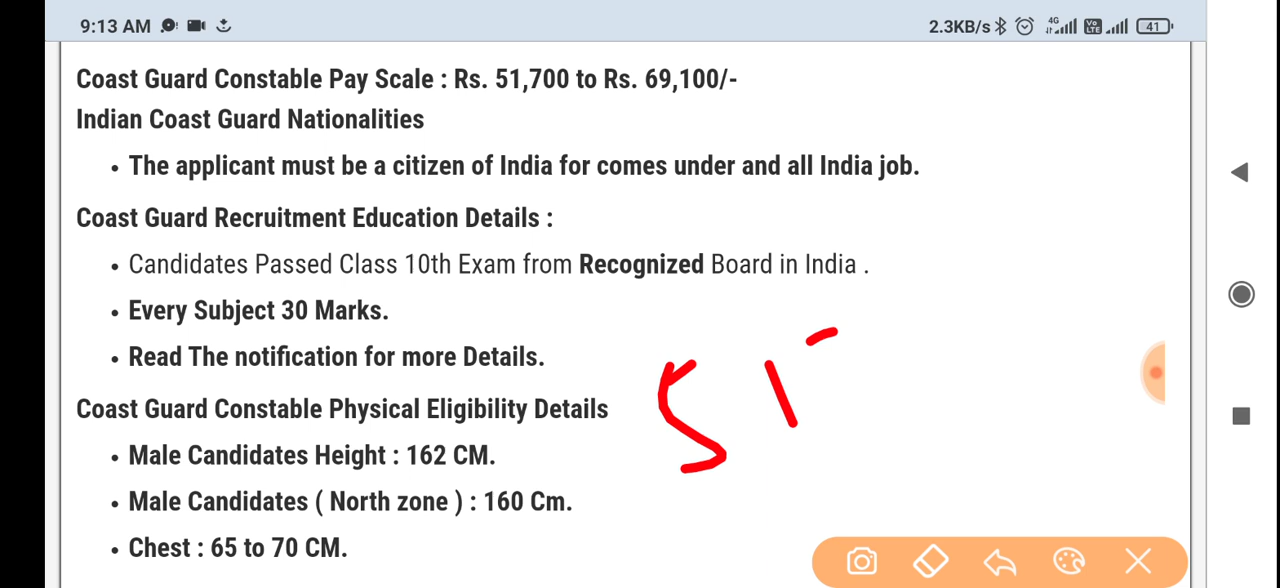 9:13 AM 2.3KB/s 4G Vo LTE 41
Coast Guard Constable Pay Scale : Rs. 51,700 to Rs. 69,100/-
Indian Coast Guard Nationalities
• The applicant must be a citizen of India for comes under and all India job.
Coast Guard Recruitment Education Details :
• Candidates Passed Class 10th Exam from Recognized Board in India .
• Every Subject 30 Marks.
• Read The notification for more Details.
Coast Guard Constable Physical Eligibility Details
• Male Candidates Height : 162 CM.
• Male Candidates ( North zone ) : 160 Cm.
• Chest : 65 to 70 CM.